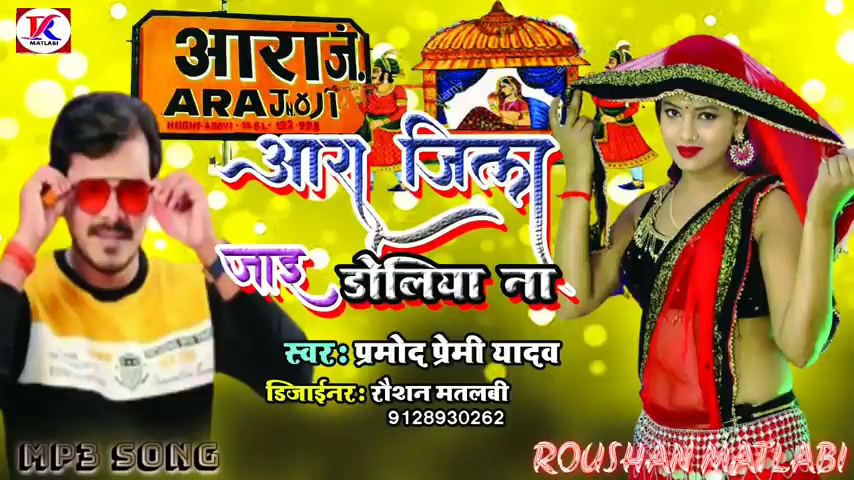 K
MATLABI
आरा जं.
ARA JN
आरा जिला
जाइ डोलिया ना
स्वर: प्रमोद प्रेमी यादव
डिजाईनर: रौशन मतलबी
9128930262
MP3 SONG
ROUSHAN MATLABI